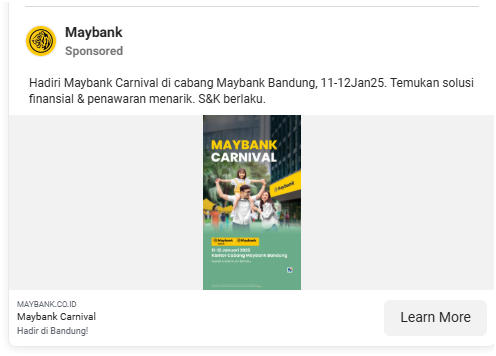 Maybank
Sponsored
Hadiri Maybank Carnival di cabang Maybank Bandung, 11-12Jan25. Temukan solusi
finansial & penawaran menarik. S&K berlaku.
MAYBANK
CARNIVAL
Maybank
Maybank Maybank
11-12 Januari 2025
Kantor Cabang Maybank Bandung
MAYBANK.CO.ID
Maybank Carnival
Hadir di Bandung!
Learn More